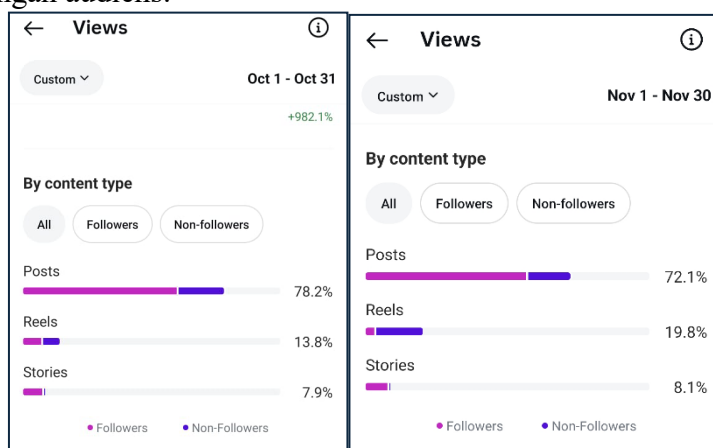 Views
Custom
Oct 1 - Oct 31
+982.1%
By content type
All Followers Non-followers
Posts
78.2%
Reels
13.8%
Stories
7.9%
Followers Non-Followers
Views
Custom
Nov 1 - Nov 30
By content type
All Followers Non-followers
Posts
72.1%
Reels
19.8%
Stories
8.1%
Followers Non-Followers